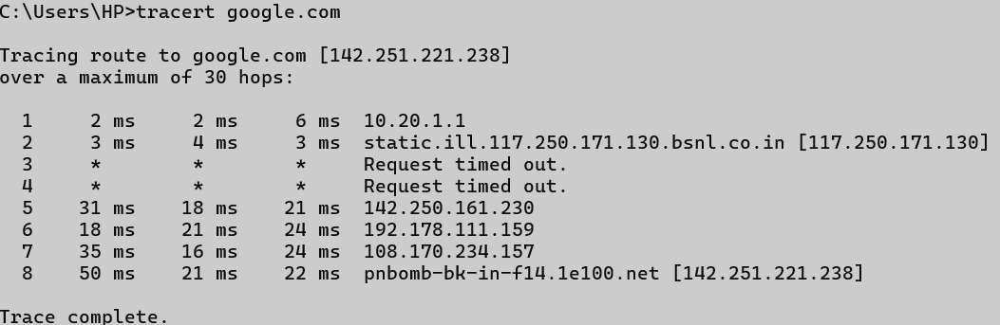 C:\Users\HP>tracert google.com
Tracing route to google.com [142.251.221.238]
over a maximum of 30 hops:
1 2 ms 2 ms 6 ms 10.20.1.1
2 3 ms 4 ms 3 ms static.ill.117.250.171.130.bsnl.co.in [117.250.171.130]
3 * * * Request timed out.
4 * * * Request timed out.
5 31 ms 18 ms 21 ms 142.250.161.230
6 18 ms 21 ms 24 ms 192.178.111.159
7 35 ms 16 ms 24 ms 108.170.234.157
8 50 ms 21 ms 22 ms pnbomb-bk-in-f14.1e100.net [142.251.221.238]
Trace complete.